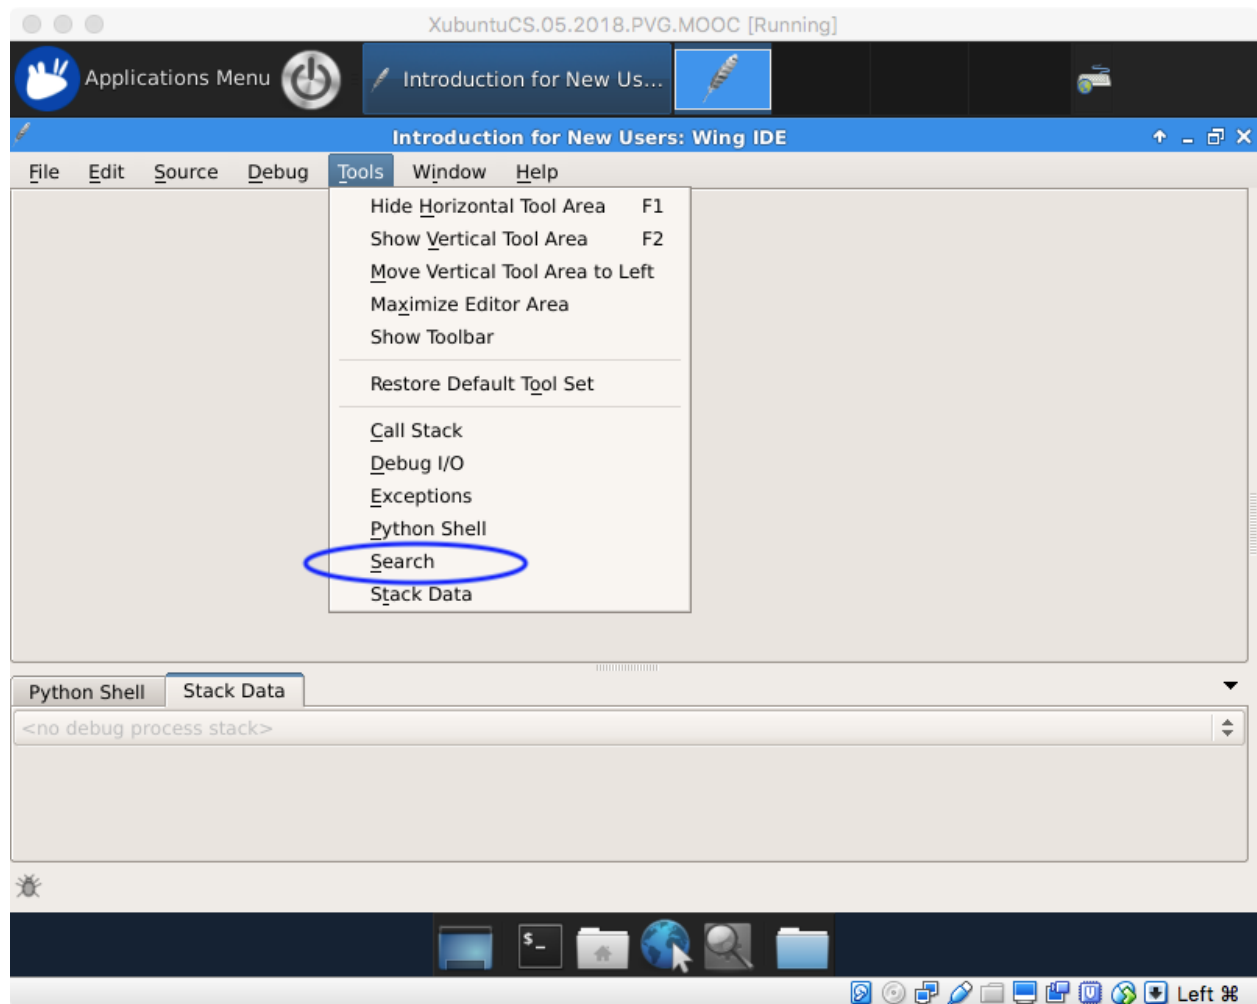 XubuntuCS.05.2018.PVG.MOOC [Running]
Applications Menu
Introduction for New Us...
Introduction for New Users: Wing IDE
File Edit Source Debug Tools Window Help
Hide Horizontal Tool Area F1
Show Vertical Tool Area F2
Move Vertical Tool Area to Left
Maximize Editor Area
Show Toolbar
Restore Default Tool Set
Call Stack
Debug I/O
Exceptions
Python Shell
Search
Stack Data
Python Shell Stack Data
<no debug process stack>
$_
Left ⌘